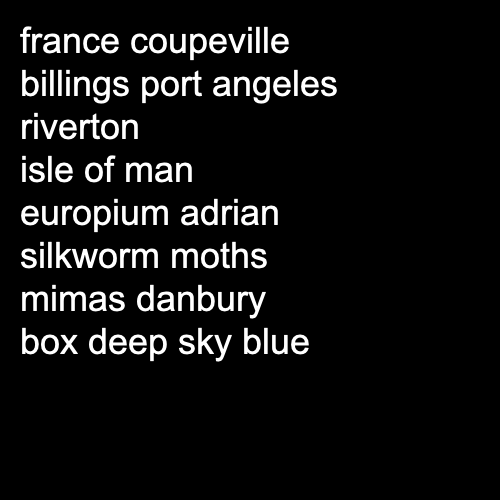 france coupeville
billings port angeles
riverton
isle of man
europium adrian
silkworm moths
mimas danbury
box deep sky blue